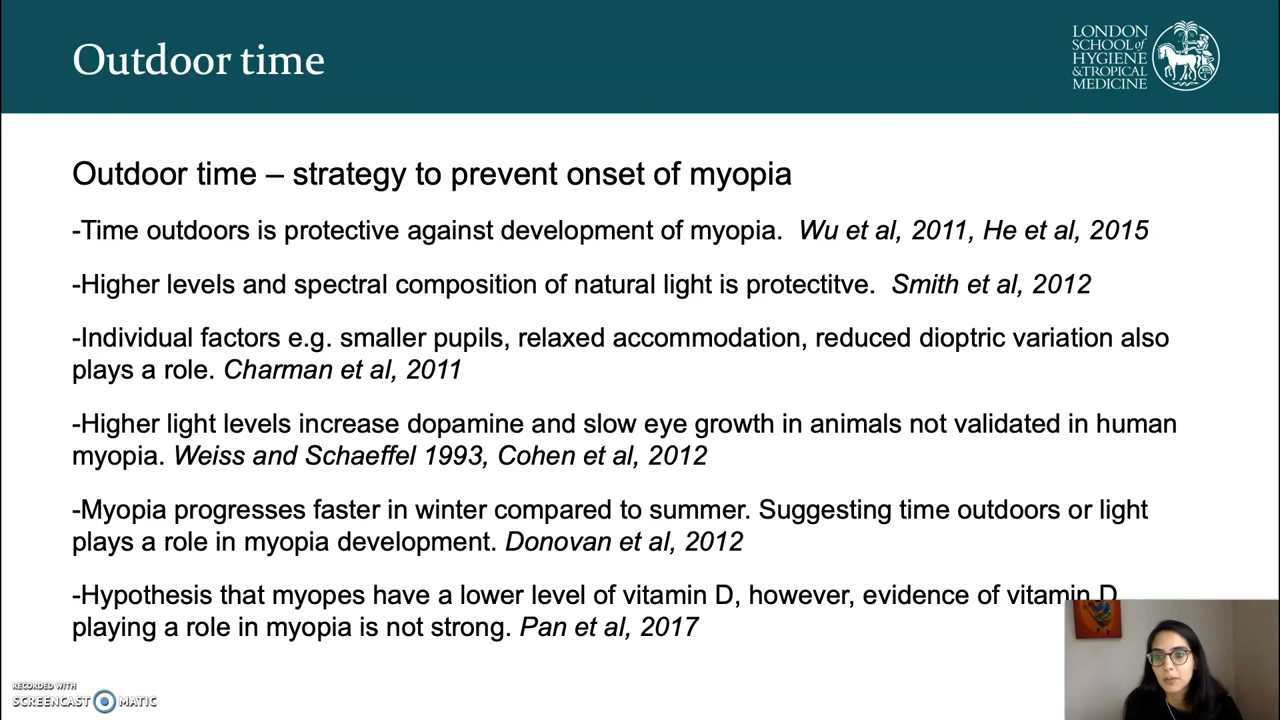 Outdoor time
LONDON
SCHOOL of
HYGIENE
& TROPICAL
MEDICINE
Outdoor time – strategy to prevent onset of myopia
-Time outdoors is protective against development of myopia. Wu et al, 2011, He et al, 2015
-Higher levels and spectral composition of natural light is protectitve. Smith et al, 2012
-Individual factors e.g. smaller pupils, relaxed accommodation, reduced dioptric variation also
plays a role. Charman et al, 2011
-Higher light levels increase dopamine and slow eye growth in animals not validated in human
myopia. Weiss and Schaeffel 1993, Cohen et al, 2012
-Myopia progresses faster in winter compared to summer. Suggesting time outdoors or light
plays a role in myopia development. Donovan et al, 2012
-Hypothesis that myopes have a lower level of vitamin D, however, evidence of vitamin D
playing a role in myopia is not strong. Pan et al, 2017
RECORDED WITH
SCREENCAST MATIC